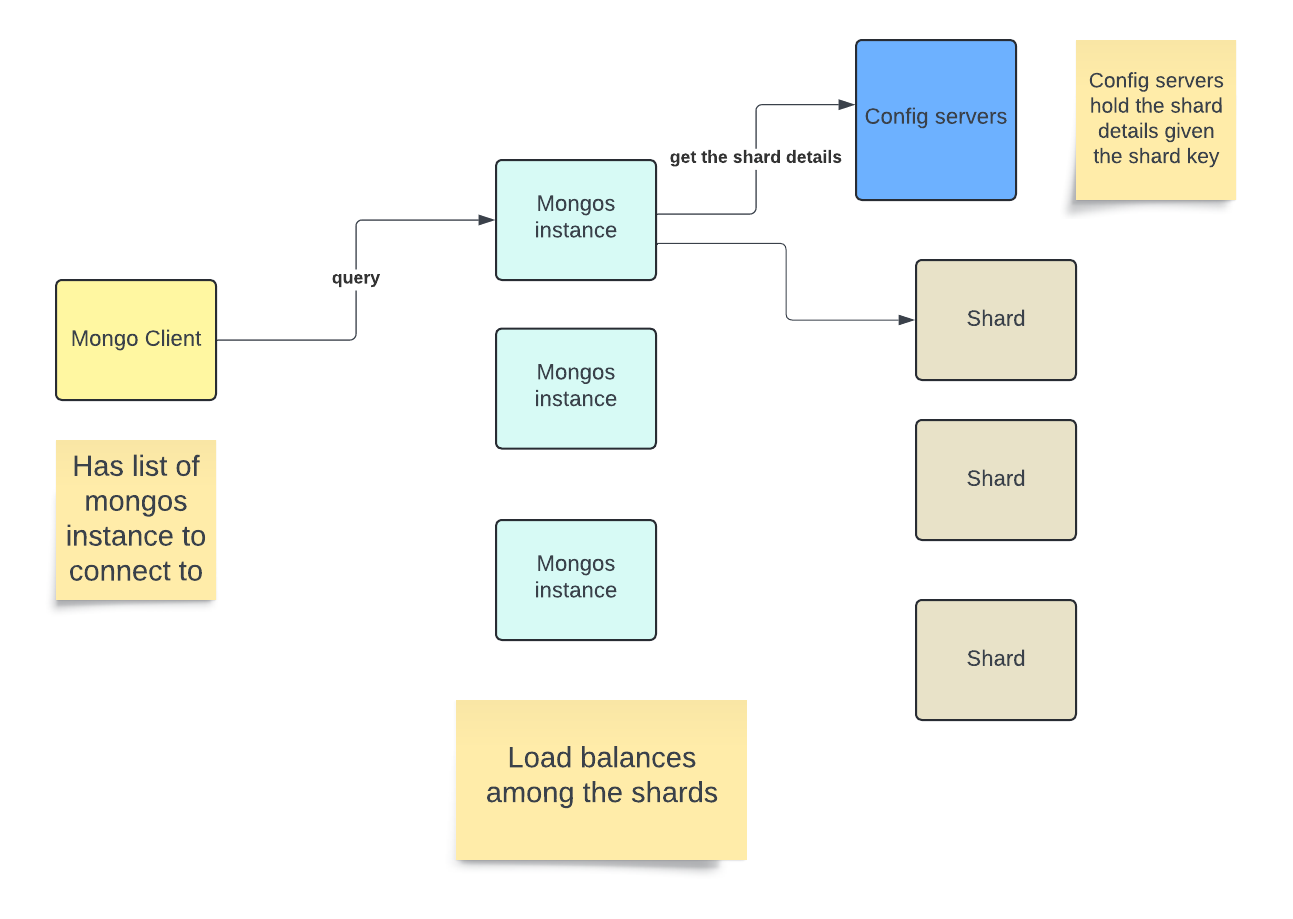 Config servers
Config servers
hold the shard
details given
the shard key
get the shard details
Mongos
instance
query
Mongo Client
Shard
Mongos
instance
Has list of
mongos
instance to
connect to
Shard
Mongos
instance
Shard
Load balances
among the shards